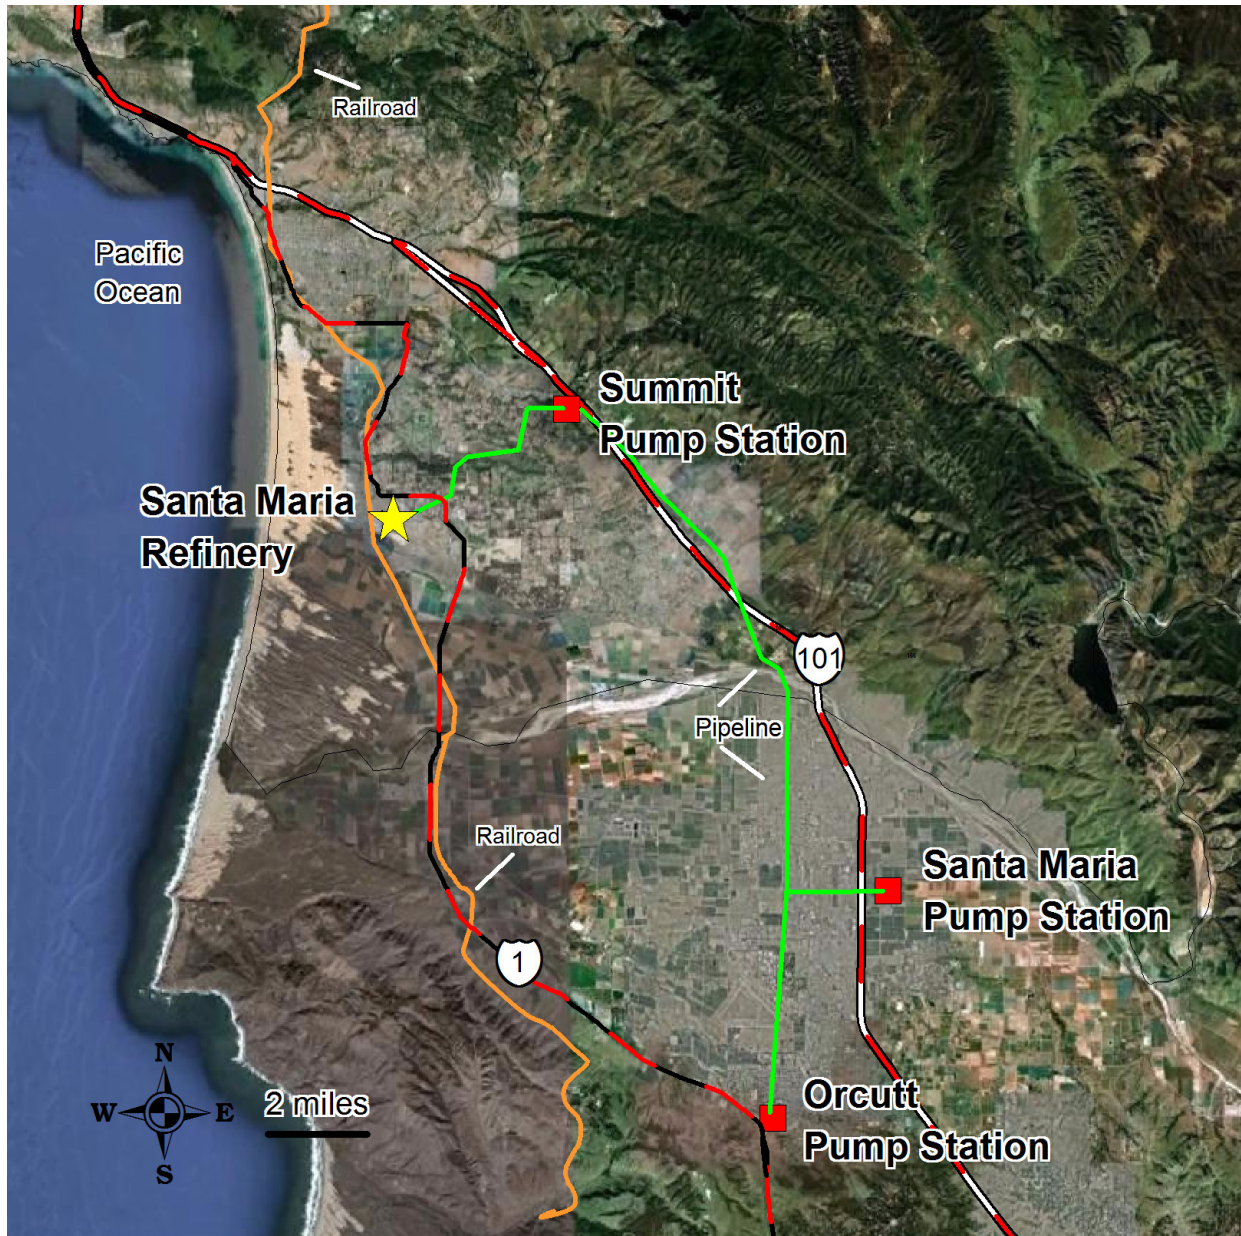 Railroad
Pacific
Ocean
Summit
Pump Station
Santa Maria
Refinery
101
Pipeline
Railroad
Santa Maria
Pump Station
1
N
W E
S
2 miles
Orcutt
Pump Station